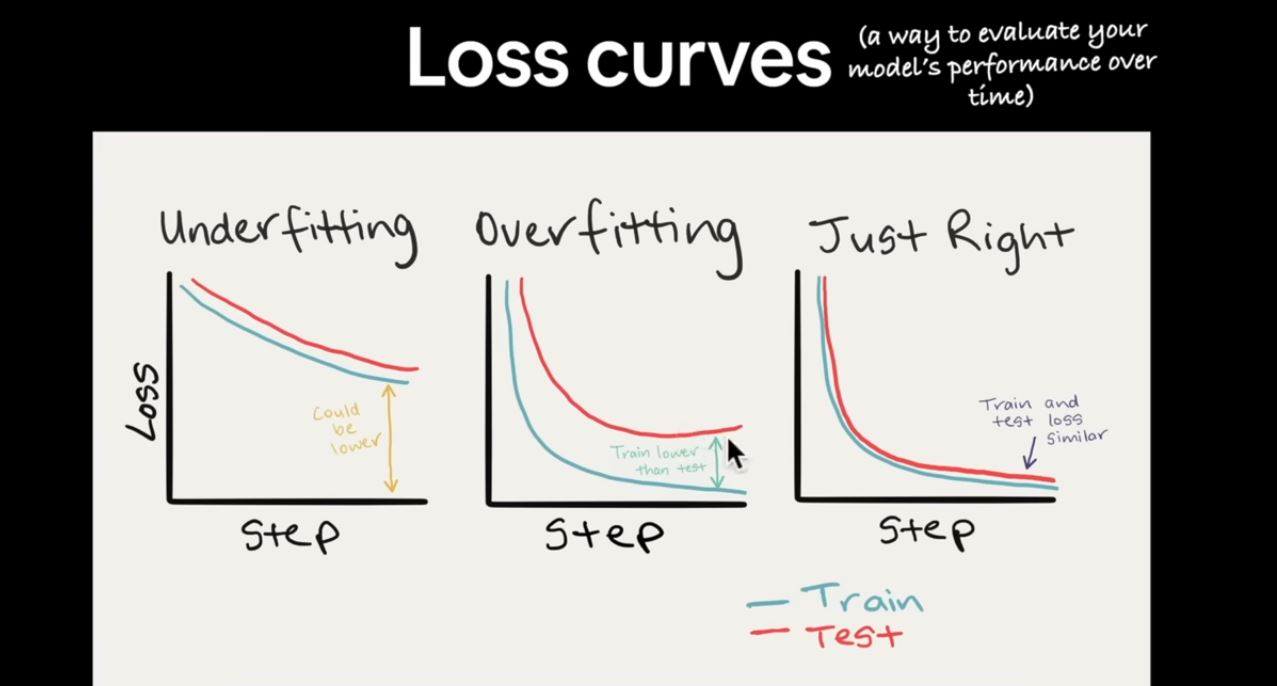 Loss curves
(a way to evaluate your
model's performance over
time)
Underfitting
Overfitting
Just Right
Loss
Could
be
lower
Step
Train lower
than test
Step
Train and
test loss
similar
Step
Train
Test